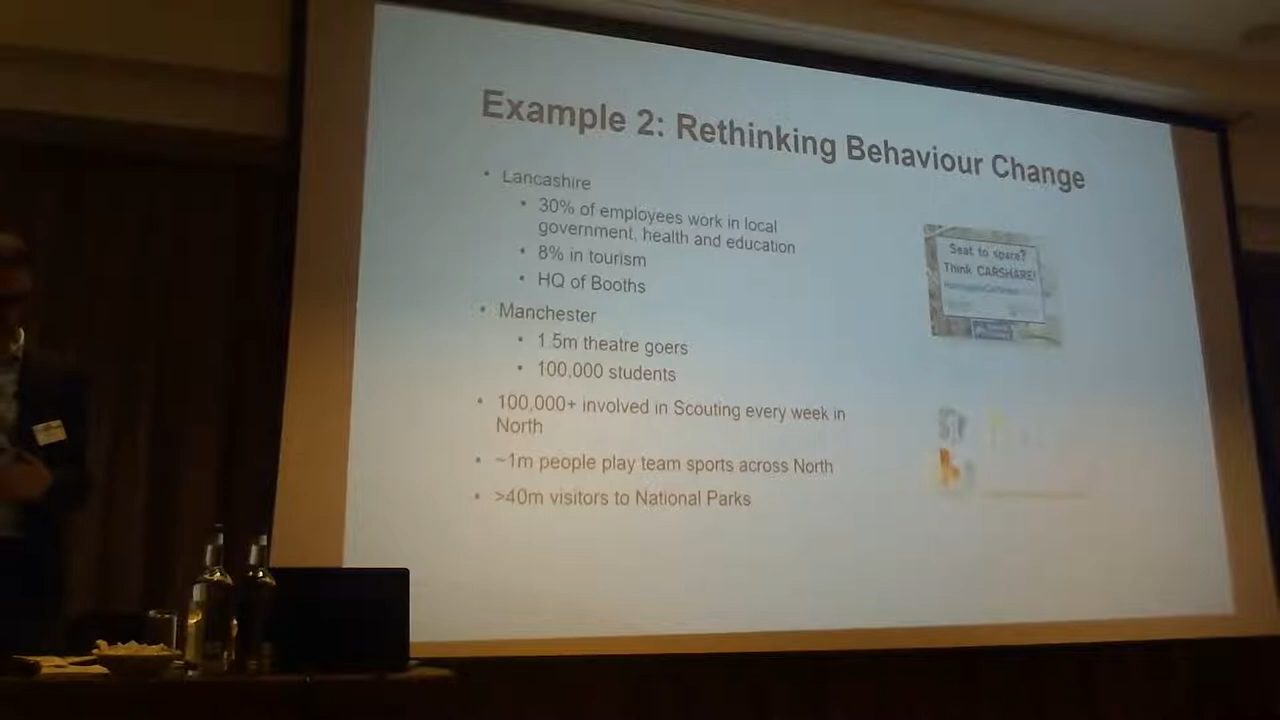 Example 2: Rethinking Behaviour Change
• Lancashire
• 30% of employees work in local
government, health and education
• 8% in tourism
• HQ of Booths
• Manchester
• 1.5m theatre goers
• 100,000 students
• 100,000+ involved in Scouting every week in
North
• ~1m people play team sports across North
• >40m visitors to National Parks
Seat to spare?
Think CARSHARE!